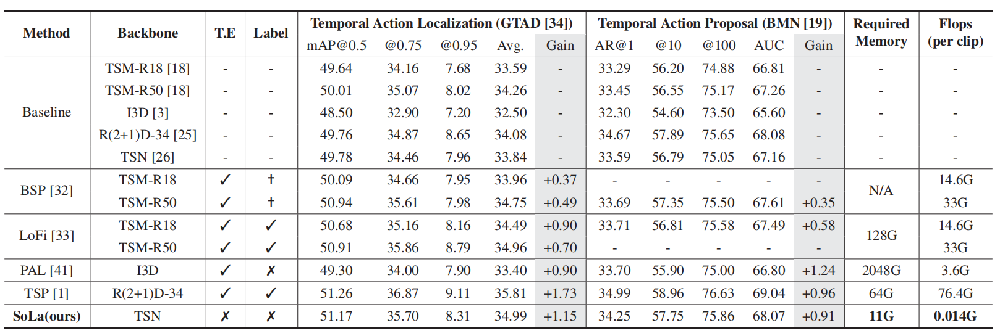 Method Backbone T.E Label Temporal Action Localization (GTAD [34]) Temporal Action Proposal (BMN [19]) Required Memory Flops (per clip)
mAP@0.5 @0.75 @0.95 Avg. Gain AR@1 @10 @100 AUC Gain
Baseline TSM-R18 [18] - - 49.64 34.16 7.68 33.59 - 33.29 56.20 74.88 66.81 - - -
TSM-R50 [18] - - 50.01 35.07 8.02 34.26 - 33.45 56.55 75.17 67.26 - - -
I3D [3] - - 48.50 32.90 7.20 32.50 - 32.30 54.60 73.50 65.60 - - -
R(2+1)D-34 [25] - - 49.76 34.87 8.65 34.08 - 34.67 57.89 75.65 68.08 - - -
TSN [26] - - 49.78 34.46 7.96 33.84 - 33.59 56.79 75.05 67.16 - - -
BSP [32] TSM-R18 ✓ † 50.09 34.66 7.95 33.96 +0.37 - - - - - N/A 14.6G
TSM-R50 ✓ † 50.94 35.61 7.98 34.75 +0.49 33.69 57.35 75.50 67.61 +0.35 33G
LoFi [33] TSM-R18 ✓ ✓ 50.68 35.16 8.16 34.49 +0.90 33.71 56.81 75.58 67.49 +0.58 128G 14.6G
TSM-R50 ✓ ✓ 50.91 35.86 8.79 34.96 +0.70 - - - - - 33G
PAL [41] I3D ✓ ✗ 49.30 34.00 7.90 33.40 +0.90 33.70 55.90 75.00 66.80 +1.24 2048G 3.6G
TSP [1] R(2+1)D-34 ✓ ✓ 51.26 36.87 9.11 35.81 +1.73 34.99 58.96 76.63 69.04 +0.96 64G 76.4G
SoLa(ours) TSN ✗ ✗ 51.17 35.70 8.31 34.99 +1.15 34.25 57.75 75.86 68.07 +0.91 11G 0.014G